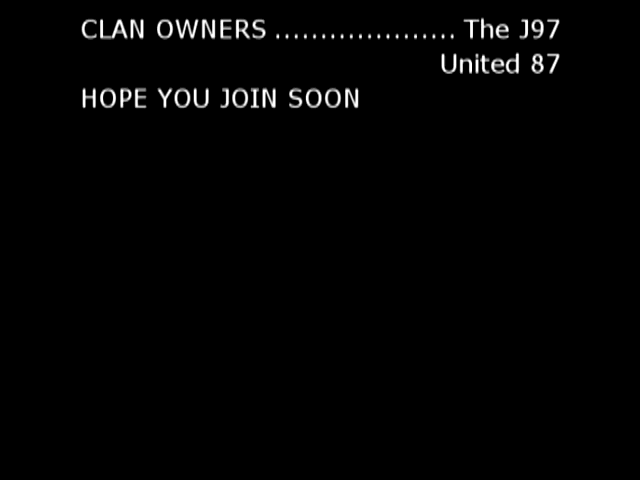 CLAN OWNERS .................... The J97
United 87
HOPE YOU JOIN SOON